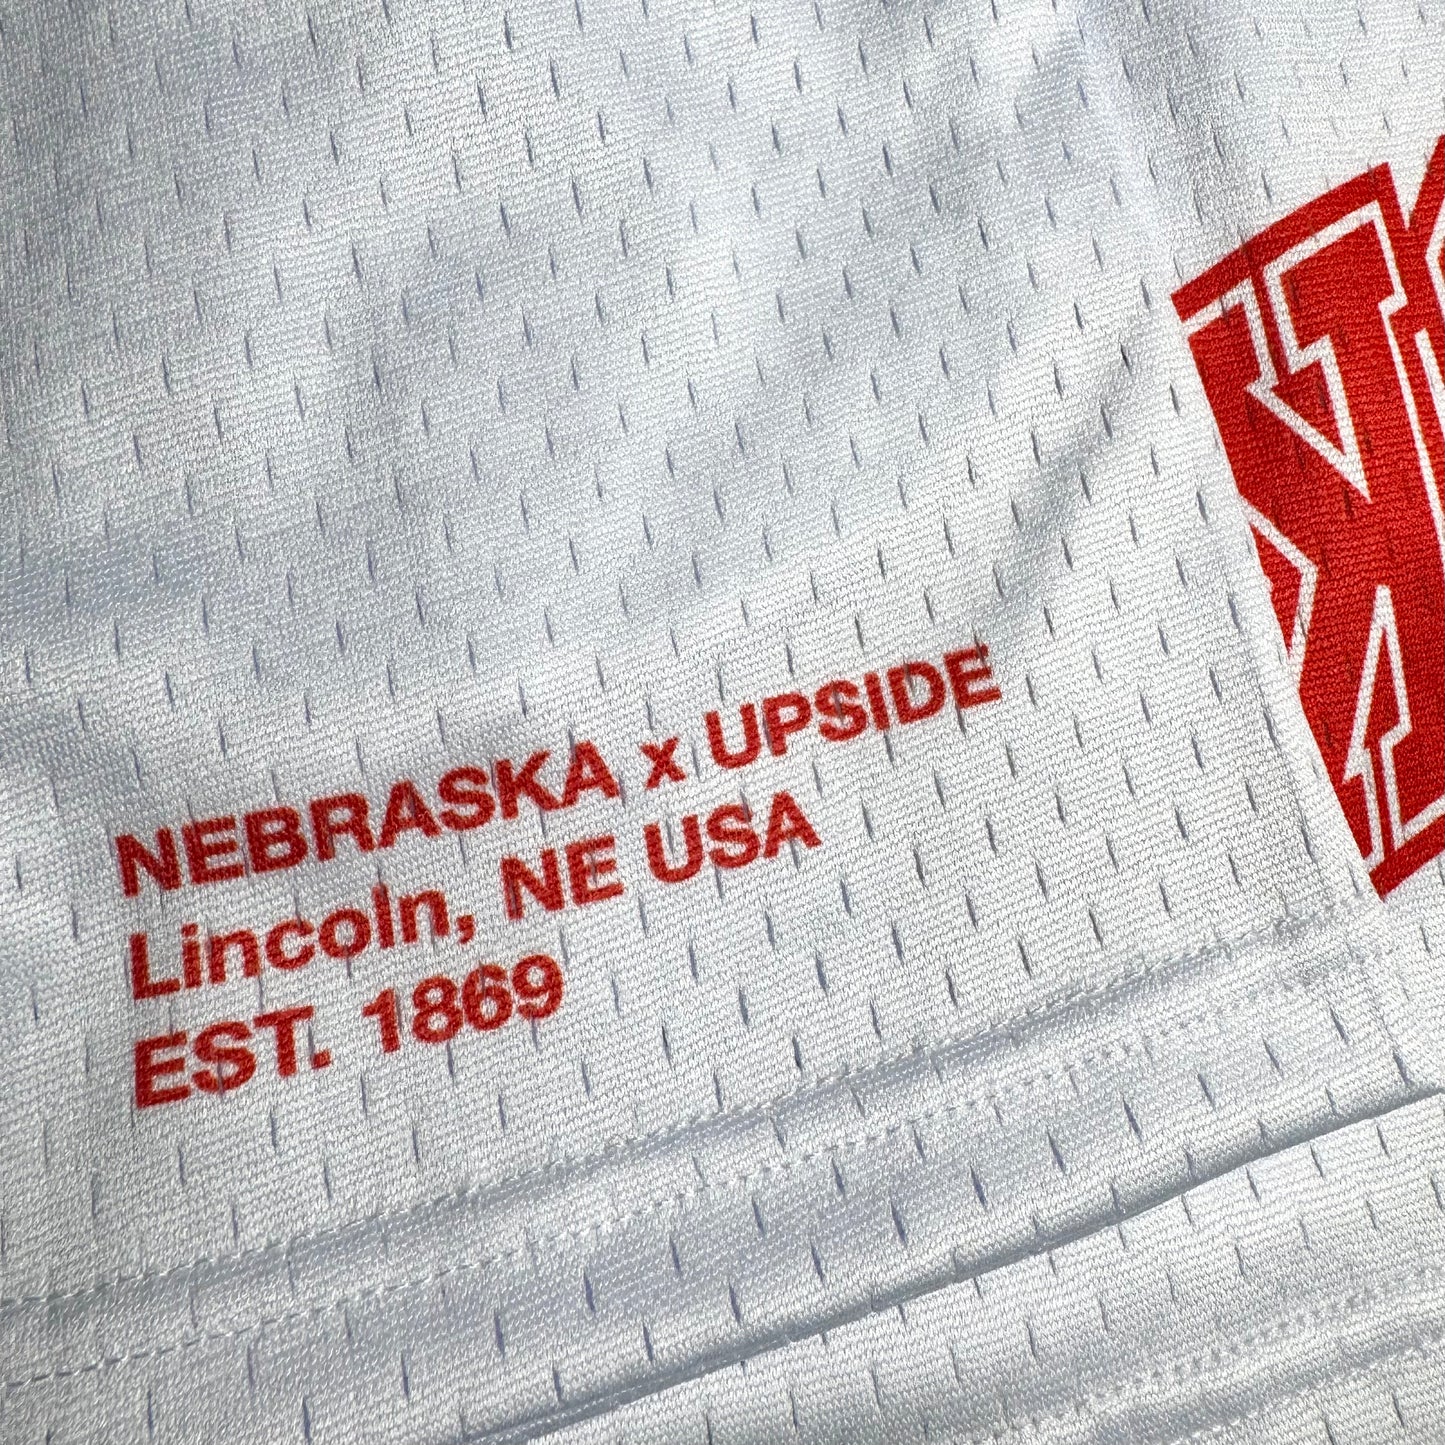 NEBRASKA x UPSIDE
Lincoln, NE USA
EST. 1869